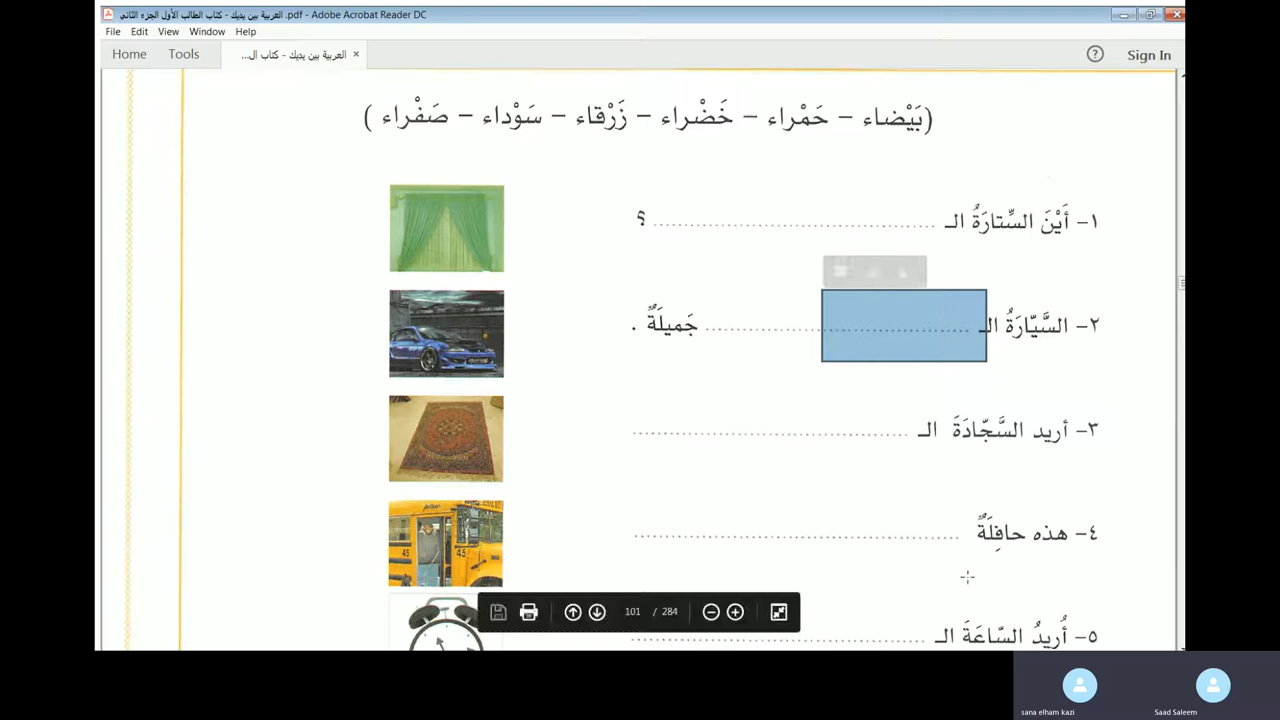 العربية بين يديك - كتاب الطالب الأول الجزء الثاني .pdf - Adobe Acrobat Reader DC
File Edit View Window Help
Home Tools العربية بين يديك - كتاب ال... × ? Sign In
(بَيْضاء – حَمْراء – خَضْراء – زَرْقاء – سَوْداء – صَفْراء )
١- أَيْنَ السِّتارَةُ الـ ........................................ ؟
٢- السَّيّارَةُ الـ ........................................ جَميلَةٌ .
٣- أريد السَّجّادَةَ الـ ........................................
٤- هذه حافِلَةٌ ........................................
45 45
٥- أُريدُ السّاعَةَ الـ ........................................
101 / 284
sana elham kazi Saad Saleem